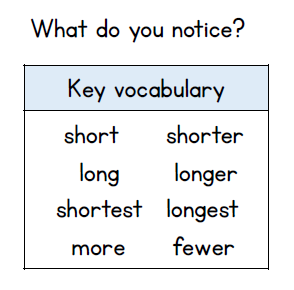 What do you notice?
Key vocabulary
short shorter
long longer
shortest longest
more fewer